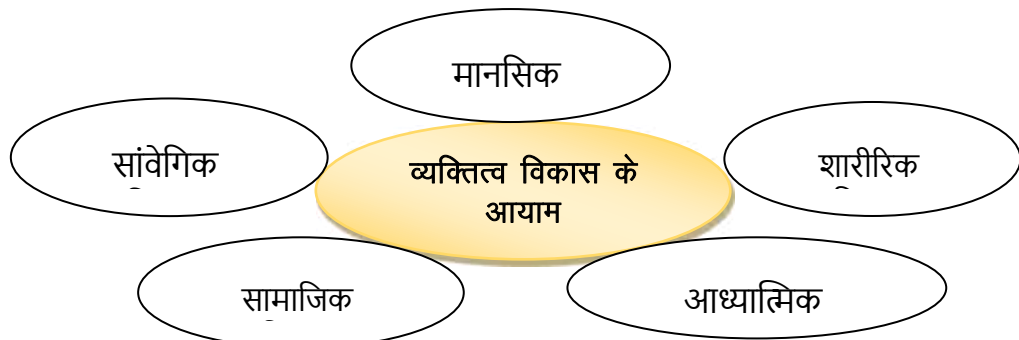 मानसिक
सांवेगिक
व्यक्तित्व विकास के
आयाम
शारीरिक
सामाजिक
आध्यात्मिक